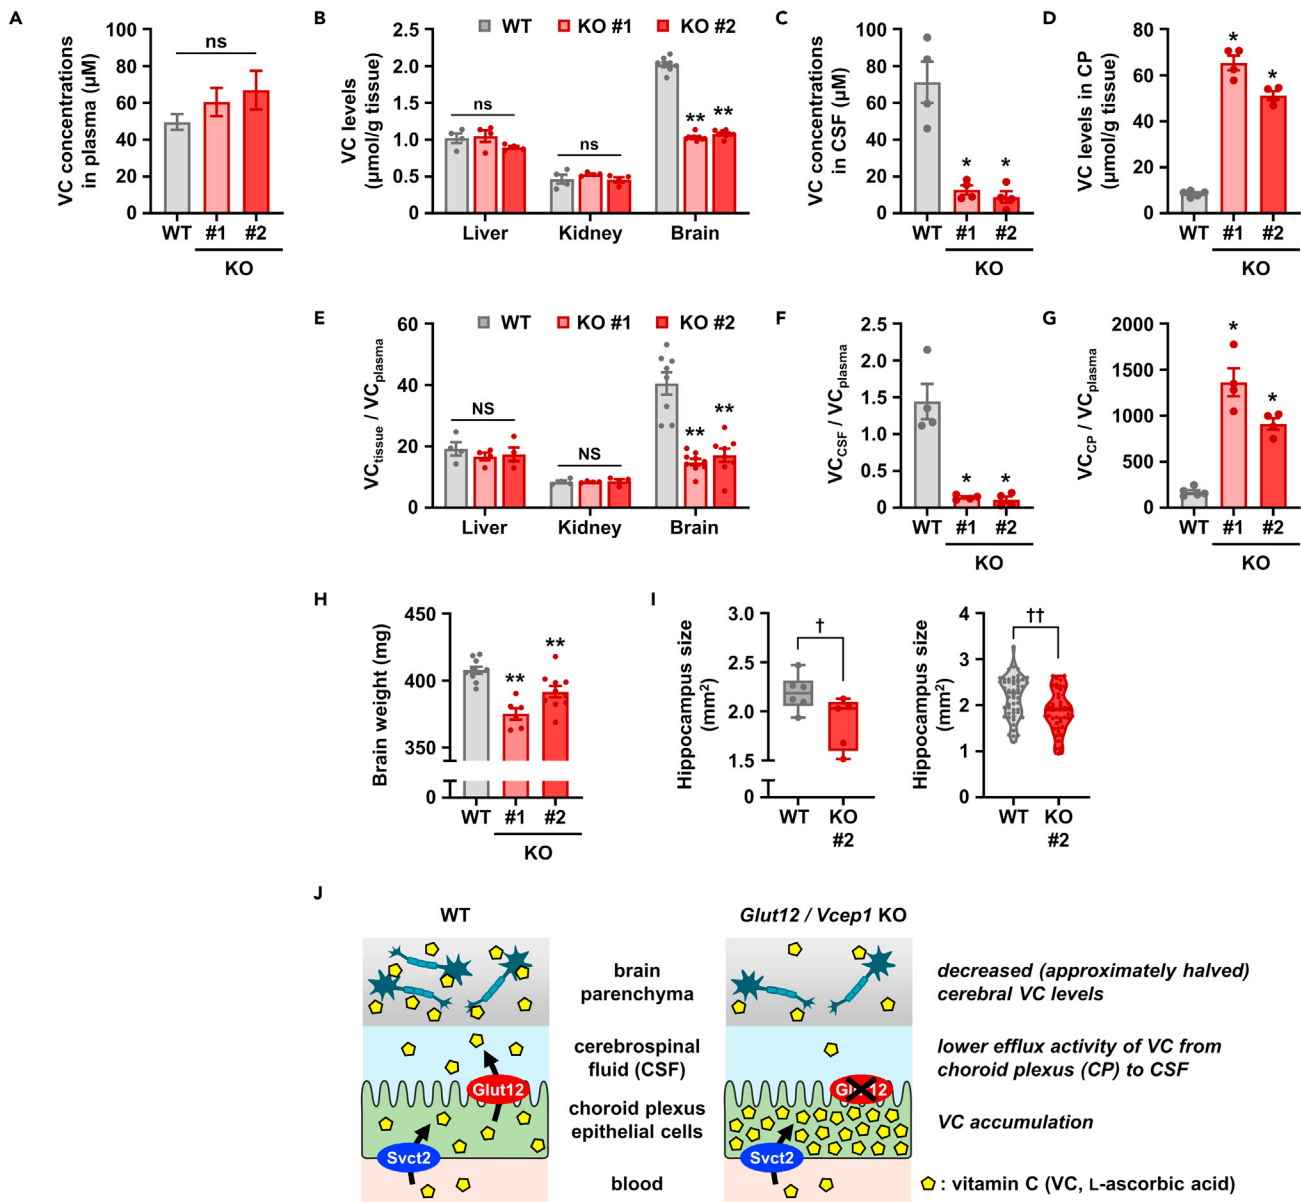 A
VC concentrations
in plasma (µM)
100
80
60
40
20
0
ns
WT
#1
#2
KO
B
WT
KO #1
KO #2
VC levels
(µmol/g tissue)
2.5
2.0
1.5
1.0
0.5
0
ns
ns
**
**
Liver
Kidney
Brain
C
VC concentrations
in CSF (µM)
100
80
60
40
20
0
*
*
WT
#1
#2
KO
D
VC levels in CP
(µmol/g tissue)
80
60
40
20
0
*
*
WT
#1
#2
KO
E
WT
KO #1
KO #2
VCtissue / VCplasma
60
40
20
0
NS
NS
**
**
Liver
Kidney
Brain
F
VCCSF / VCplasma
2.5
2.0
1.5
1.0
0.5
0
*
*
WT
#1
#2
KO
G
VCCP / VCplasma
2000
1500
1000
500
0
*
*
WT
#1
#2
KO
H
Brain weight (mg)
450
400
350
0
**
**
WT
#1
#2
KO
I
Hippocampus size
(mm²)
3.0
2.5
2.0
1.5
0
†
WT
KO
#2
Hippocampus size
(mm²)
4
3
2
1
0
††
WT
KO
#2
J
WT
Glut12 / Vcep1 KO
brain
parenchyma
decreased (approximately halved)
cerebral VC levels
cerebrospinal
fluid (CSF)
lower efflux activity of VC from
choroid plexus (CP) to CSF
Glut12
Glut12
choroid plexus
epithelial cells
VC accumulation
Svct2
Svct2
blood
: vitamin C (VC, L-ascorbic acid)